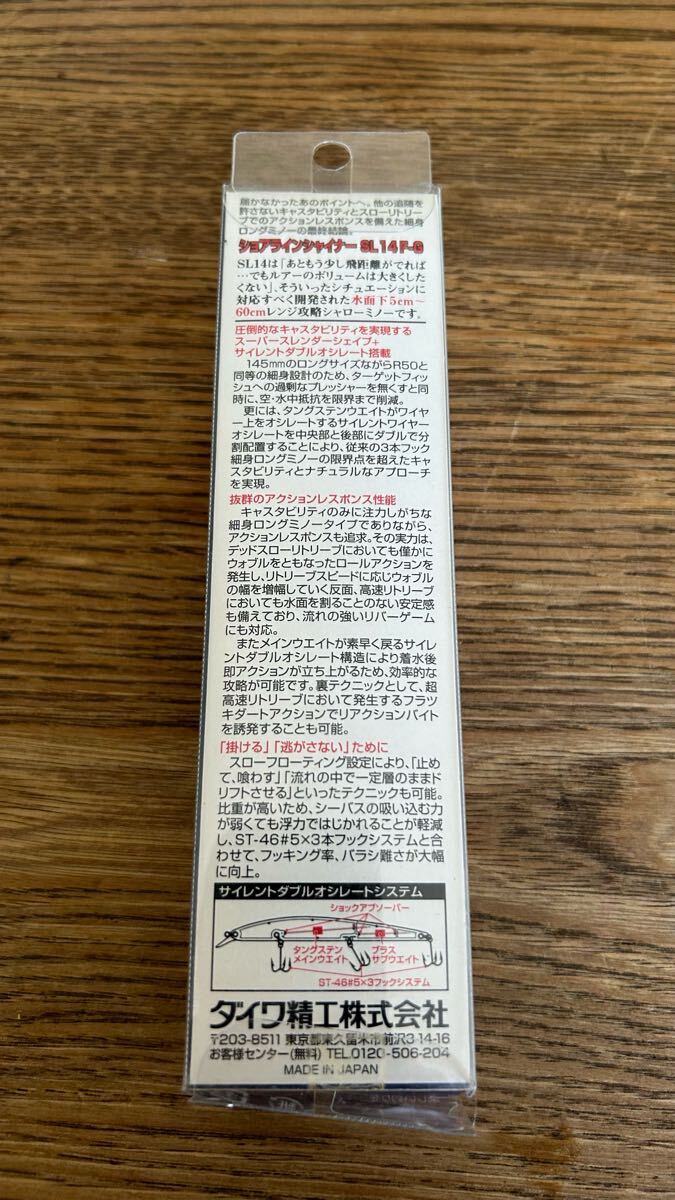 届かなかったあのポイントへ。他の追随を
許さないキャスタビリティとスローリトリー
ブでのアクションレスポンスを備えた細身
ロングミノーの最終結論。
ショアラインシャイナー SL14F-G
SL14は「あともう少し飛距離がでれば
…でもルアーのボリュームは大きくした
くない」、そういったシチュエーションに
対応すべく開発された水面下5cm～
60cmレンジ攻略シャローミノーです。
圧倒的なキャスタビリティを実現する
スーパースレンダーシェイプ+
サイレントダブルオシレート搭載
145mmのロングサイズながらR50と
同等の細身設計のため、ターゲットフィッ
シュへの過剰なプレッシャーを無くすと同
時に、空・水中抵抗を限界まで削減。
更には、タングステンウエイトがワイヤ
ー上をオシレートするサイレントワイヤー
オシレートを中央部と後部にダブルで分
割配置することにより、従来の3本フック
細身ロングミノーの限界点を超えたキャ
スタビリティとナチュラルなアプローチ
を実現。
抜群のアクションレスポンス性能
キャスタビリティのみに注力しがちな
細身ロングミノータイプでありながら、
アクションレスポンスも追求。その実力は、
デッドスローリトリーブにおいても僅かに
ウォブルをともなったロールアクションを
発生し、リトリーブスピードに応じウォブル
の幅を増幅していく反面、高速リトリーブ
においても水面を割ることのない安定感
も備えており、流れの強いリバーゲーム
にも対応。
またメインウエイトが素早く戻るサイレ
ントダブルオシレート構造により着水後
即アクションが立ち上がるため、効率的な
攻略が可能です。裏テクニックとして、超
高速リトリーブにおいて発生するフラツ
キダートアクションでリアクションバイト
を誘発することも可能。
「掛ける」「逃がさない」ために
スローフローティング設定により、「止め
て、喰わす」「流れの中で一定層のままド
リフトさせる」といったテクニックも可能。
比重が高いため、シーバスの吸い込む力
が弱くても浮力ではじかれることが軽減
し、ST-46#5×3本フックシステムと合
わせて、フッキング率、バラシ難さが大幅
に向上。
サイレントダブルオシレートシステム
ショックアブソーバー
タングステン
メインウエイト
ブラス
サブウエイト
ST-46#5×3フックシステム
ダイワ精工株式会社
〒203-8511 東京都東久留米市前沢3-14-16
お客様センター(無料) TEL.0120-506-204
MADE IN JAPAN